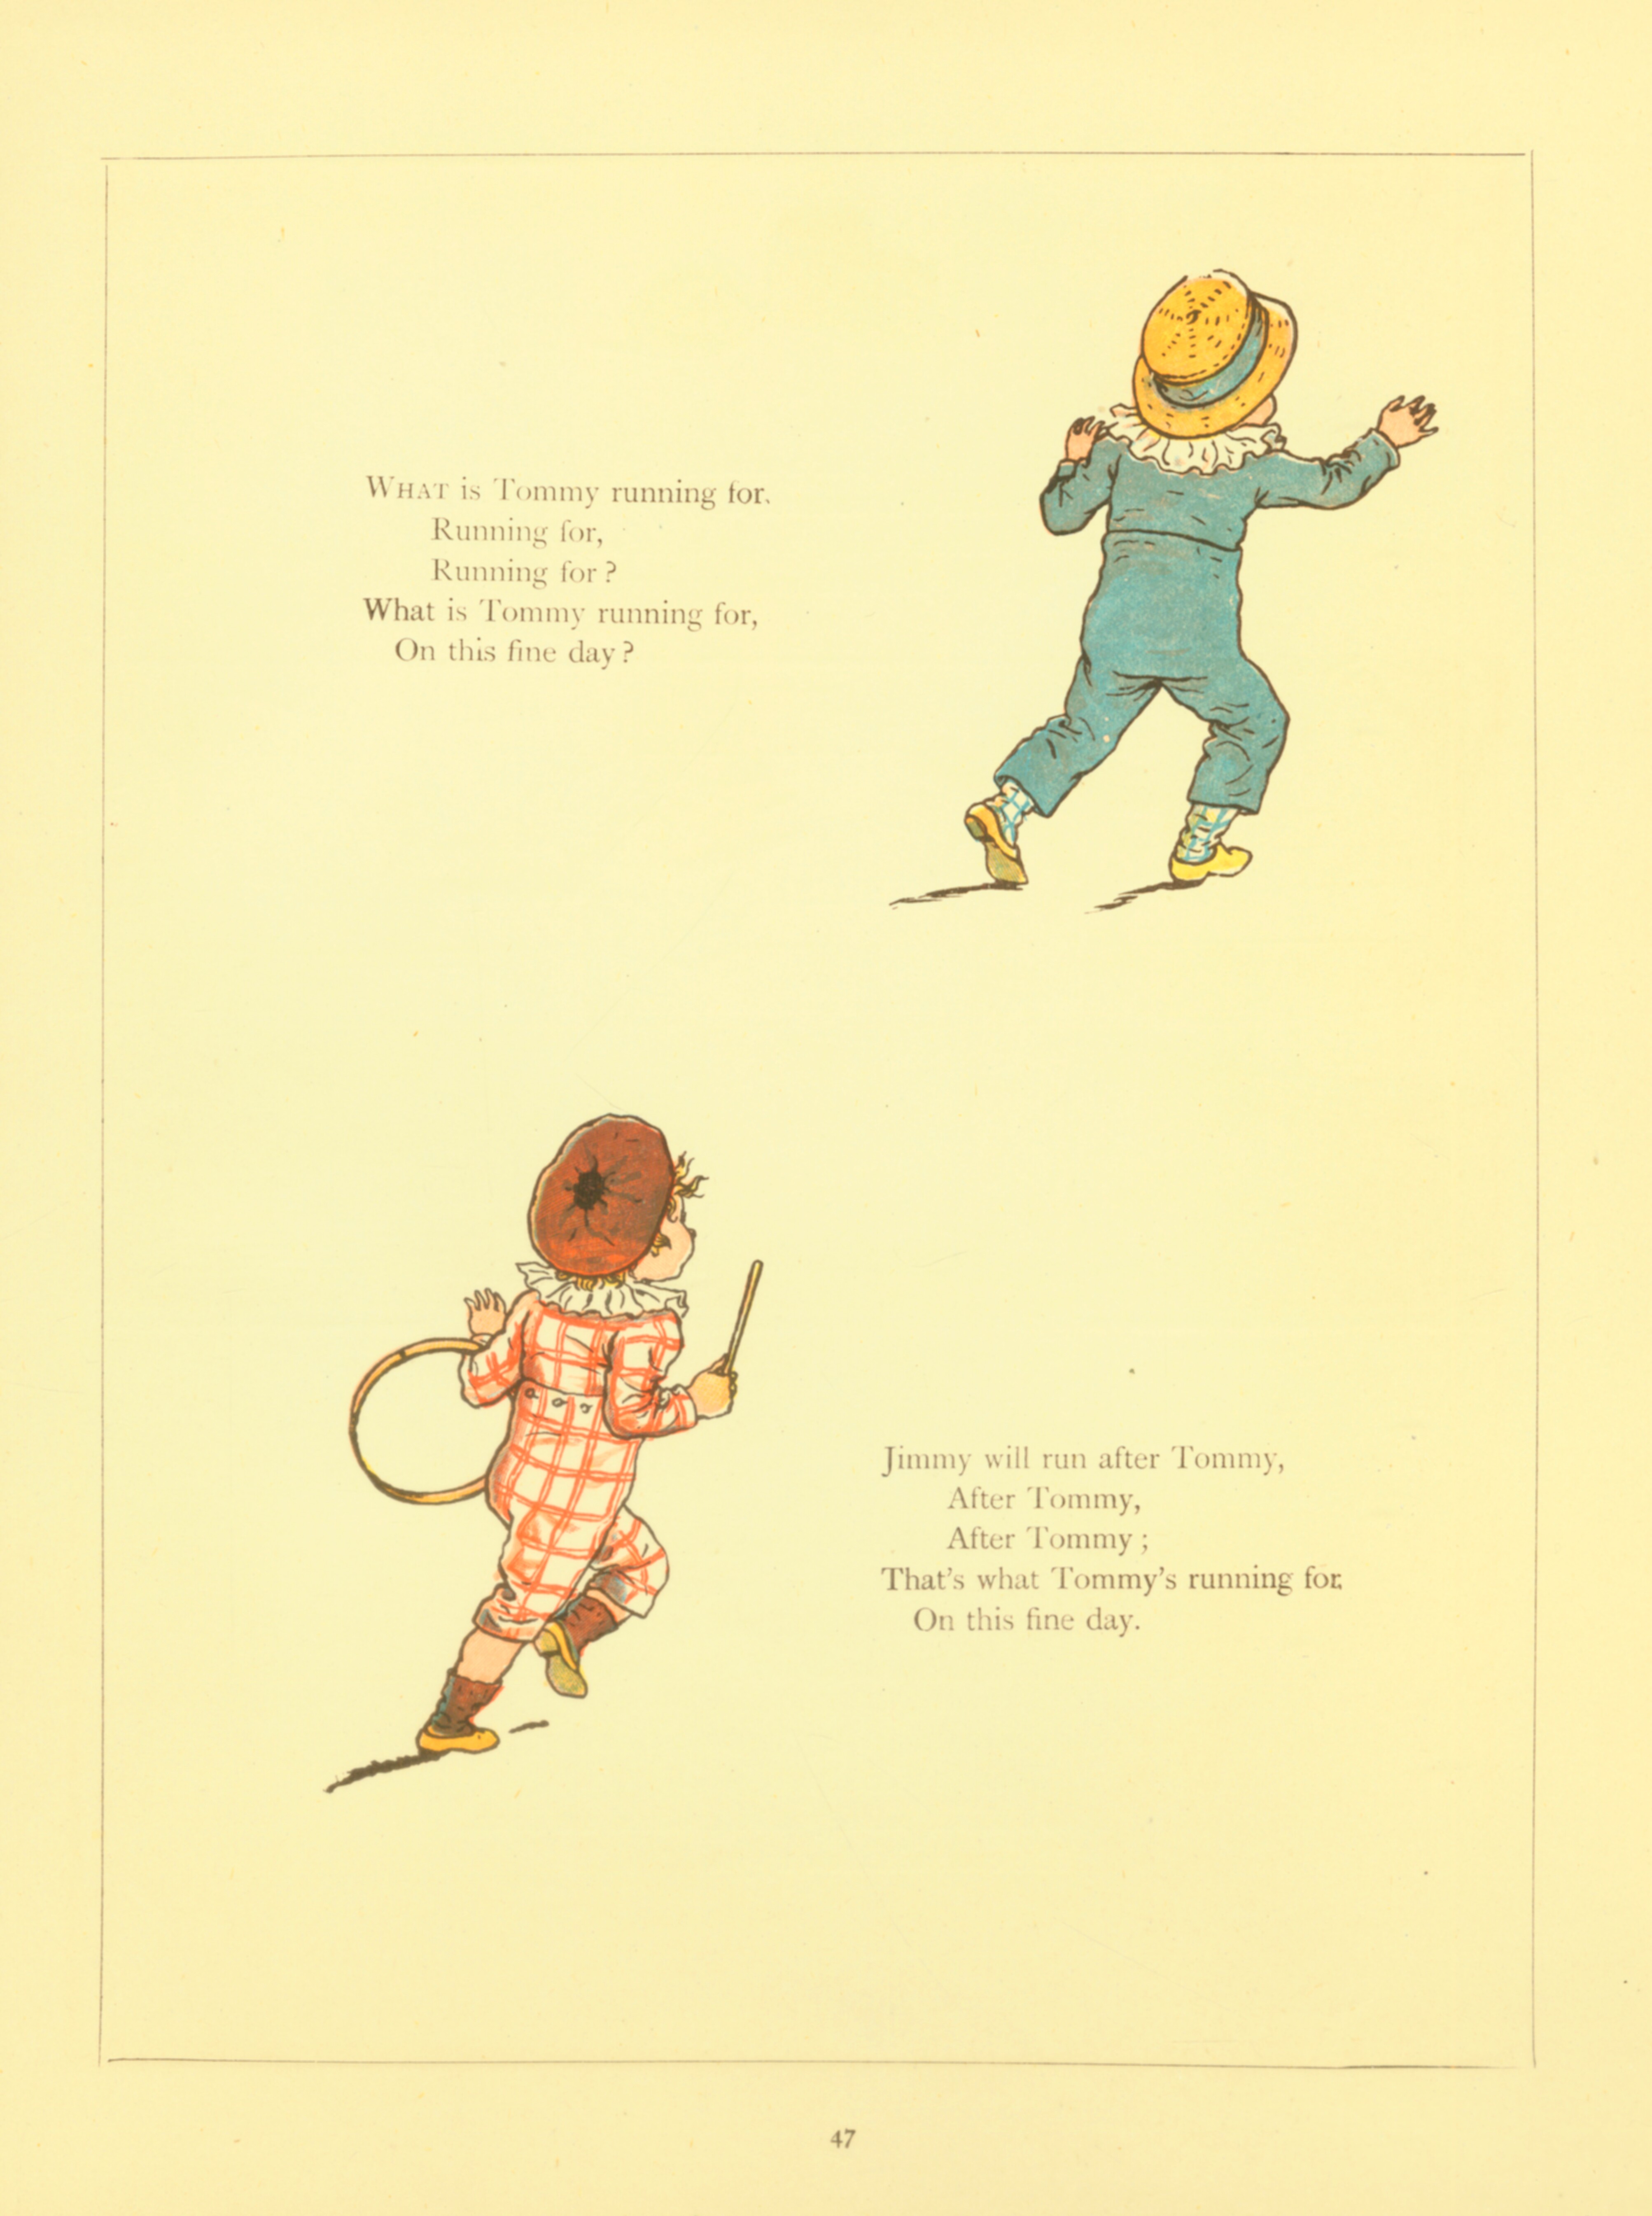 WHAT is Tommy running for,
Running for,
Running for?
What is Tommy running for,
On this fine day?
Jimmy will run after Tommy,
After Tommy,
After Tommy;
That's what Tommy's running for,
On this fine day.
47